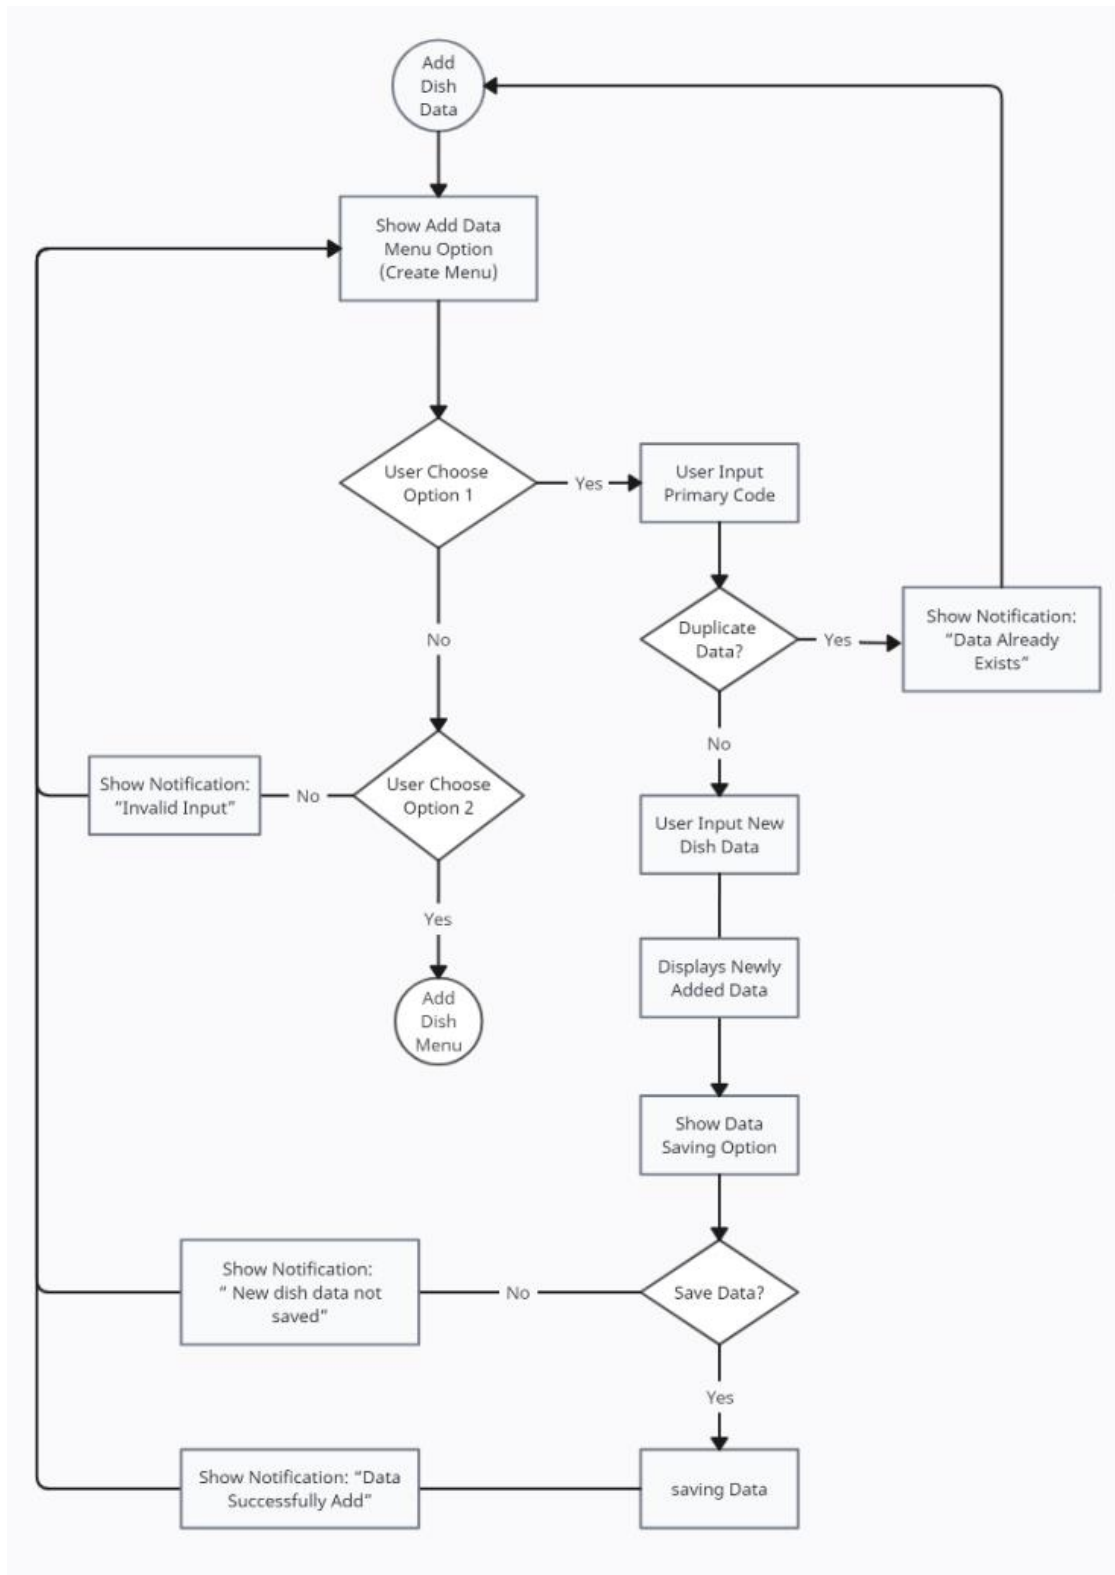 Add
Dish
Data
Show Add Data
Menu Option
(Create Menu)
User Choose
Option 1
Yes
User Input
Primary Code
No
Duplicate
Data?
Yes
Show Notification:
“Data Already
Exists”
No
User Choose
Option 2
No
Show Notification:
“Invalid Input”
Yes
Add
Dish
Menu
User Input New
Dish Data
Displays Newly
Added Data
Show Data
Saving Option
Save Data?
No
Show Notification:
“ New dish data not
saved”
Yes
saving Data
Show Notification: “Data
Successfully Add”